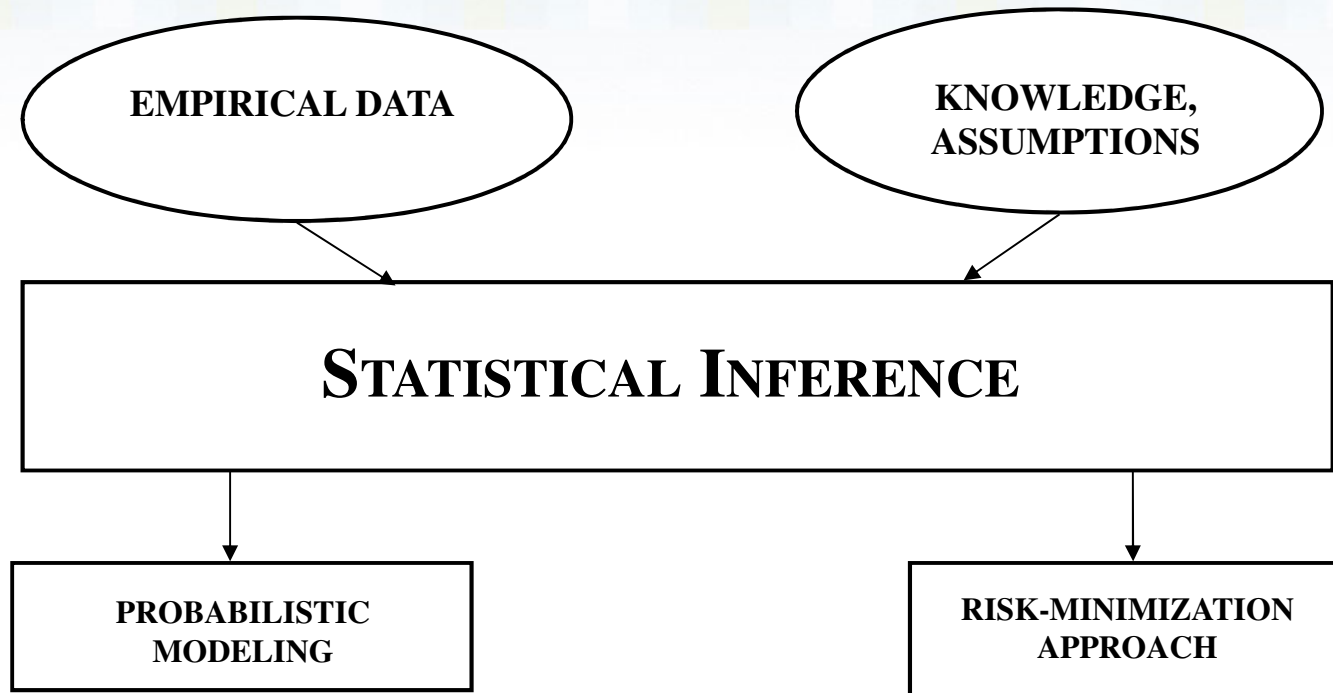 EMPIRICAL DATA
KNOWLEDGE,
ASSUMPTIONS
STATISTICAL INFERENCE
PROBABILISTIC
MODELING
RISK-MINIMIZATION
APPROACH